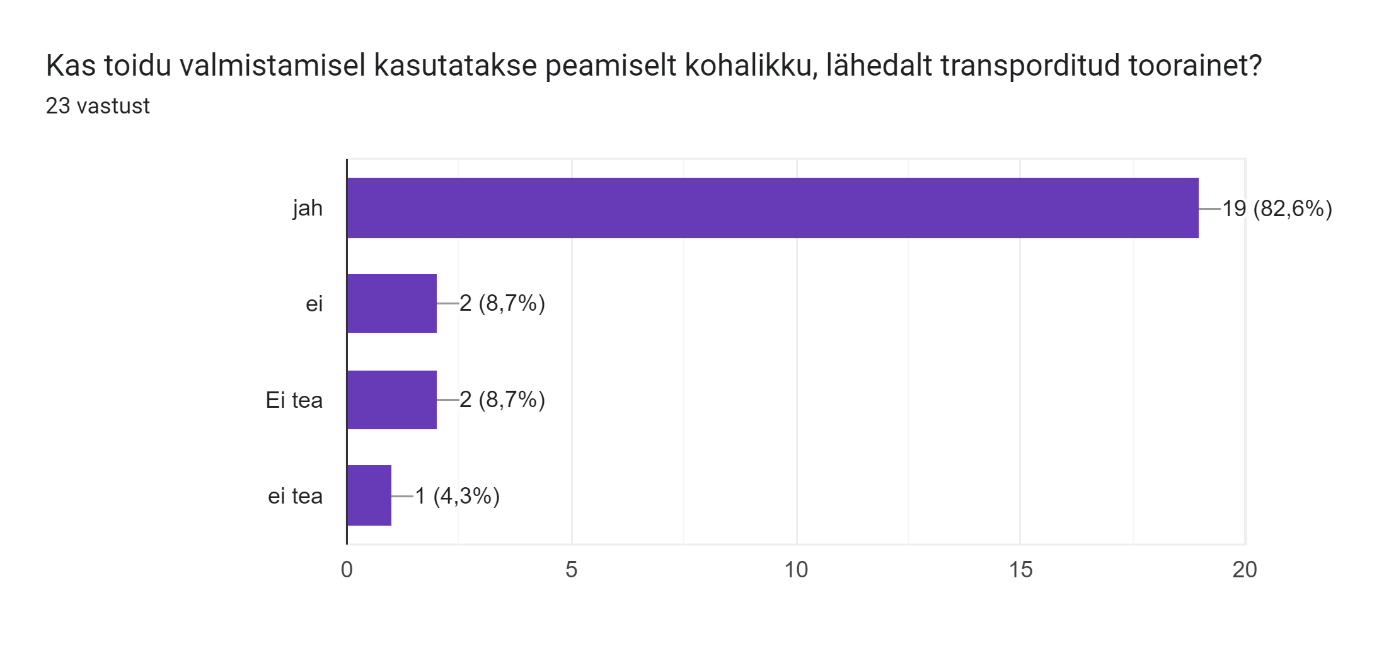 Kas toidu valmistamisel kasutatakse peamiselt kohalikku, lähedalt transporditud toorainet?
23 vastust
jah
19 (82,6%)
ei
2 (8,7%)
Ei tea
2 (8,7%)
ei tea
1 (4,3%)
0 5 10 15 20